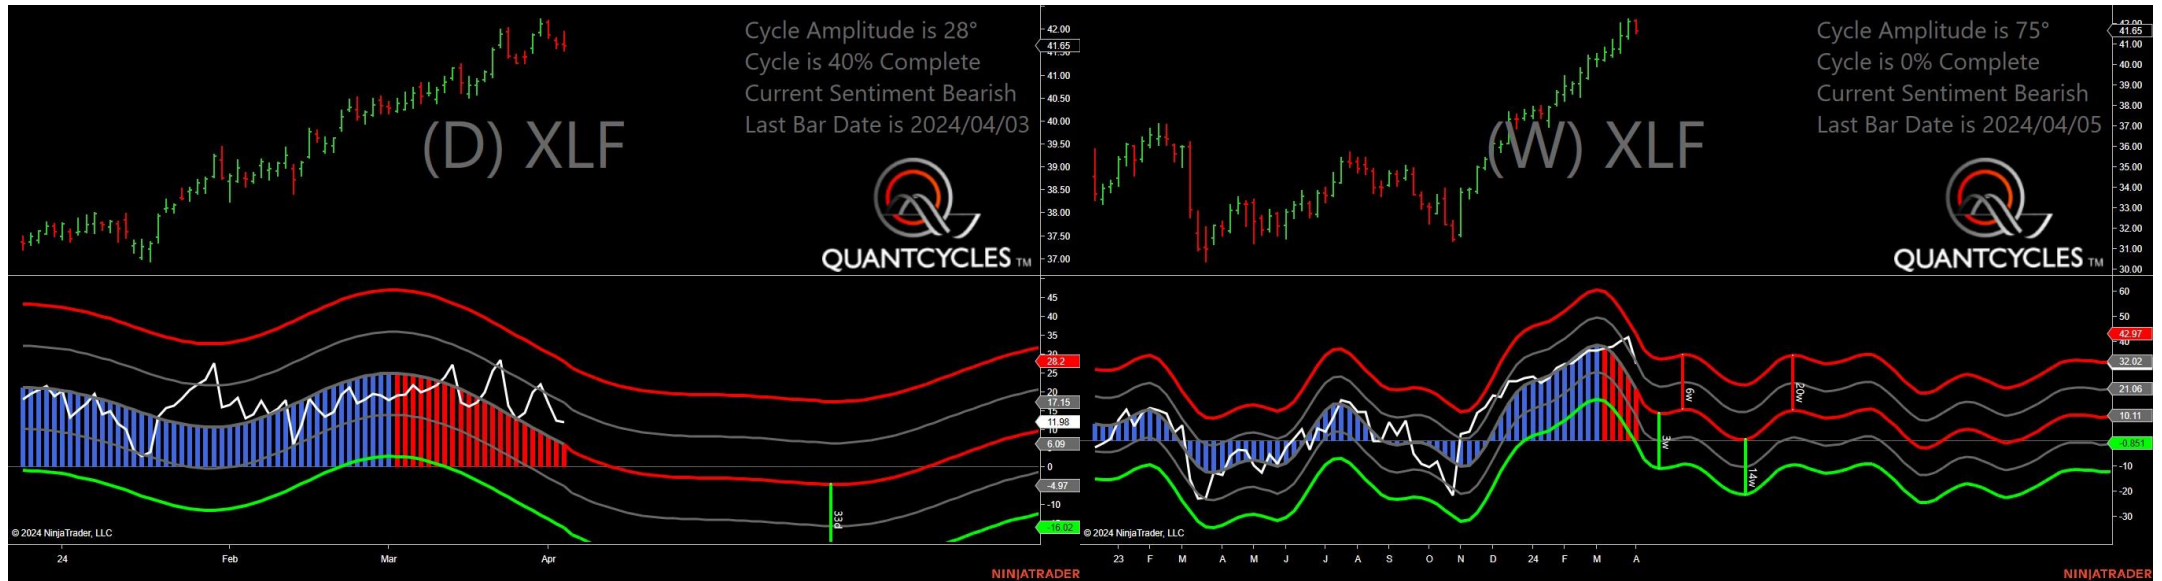 Cycle Amplitude is 28°
Cycle is 40% Complete
Current Sentiment Bearish
Last Bar Date is 2024/04/03
(D) XLF
QUANTCYCLES TM
42.00
41.65
41.00
40.50
40.00
39.50
39.00
38.50
38.00
37.50
37.00
45
40
35
28.2
25
20
17.15
11.98
10
6.09
0
-4.97
-10
-16.02
33d
© 2024 NinjaTrader, LLC
24 Feb Mar Apr
NINJATRADER
Cycle Amplitude is 75°
Cycle is 0% Complete
Current Sentiment Bearish
Last Bar Date is 2024/04/05
(W) XLF
QUANTCYCLES TM
42.00
41.65
41.00
40.00
39.00
38.00
37.00
36.00
35.00
34.00
33.00
32.00
31.00
30.00
60
50
42.97
40
32.02
21.06
10.11
-0.851
-10
-20
-30
3w
6w
14w
20w
© 2024 NinjaTrader, LLC
23 F M A M J J A S O N D 24 F M A
NINJATRADER